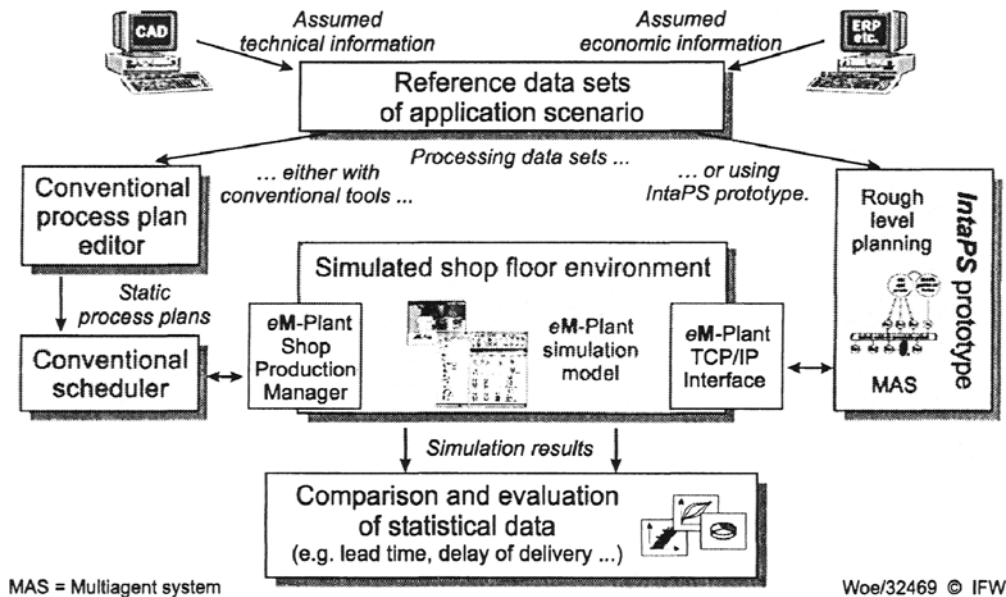 CAD
Assumed
technical information
Assumed
economic information
ERP
etc.
Reference data sets
of application scenario
Processing data sets ...
... either with
conventional tools ...
... or using
IntaPS prototype.
Conventional
process plan
editor
Static
process plans
Conventional
scheduler
Simulated shop floor environment
eM-Plant
Shop
Production
Manager
eM-Plant
simulation
model
eM-Plant
TCP/IP
Interface
Rough
level
planning
MAS
IntaPS prototype
Simulation results
Comparison and evaluation
of statistical data
(e.g. lead time, delay of delivery ...)
MAS = Multiagent system
Woe/32469 © IFW